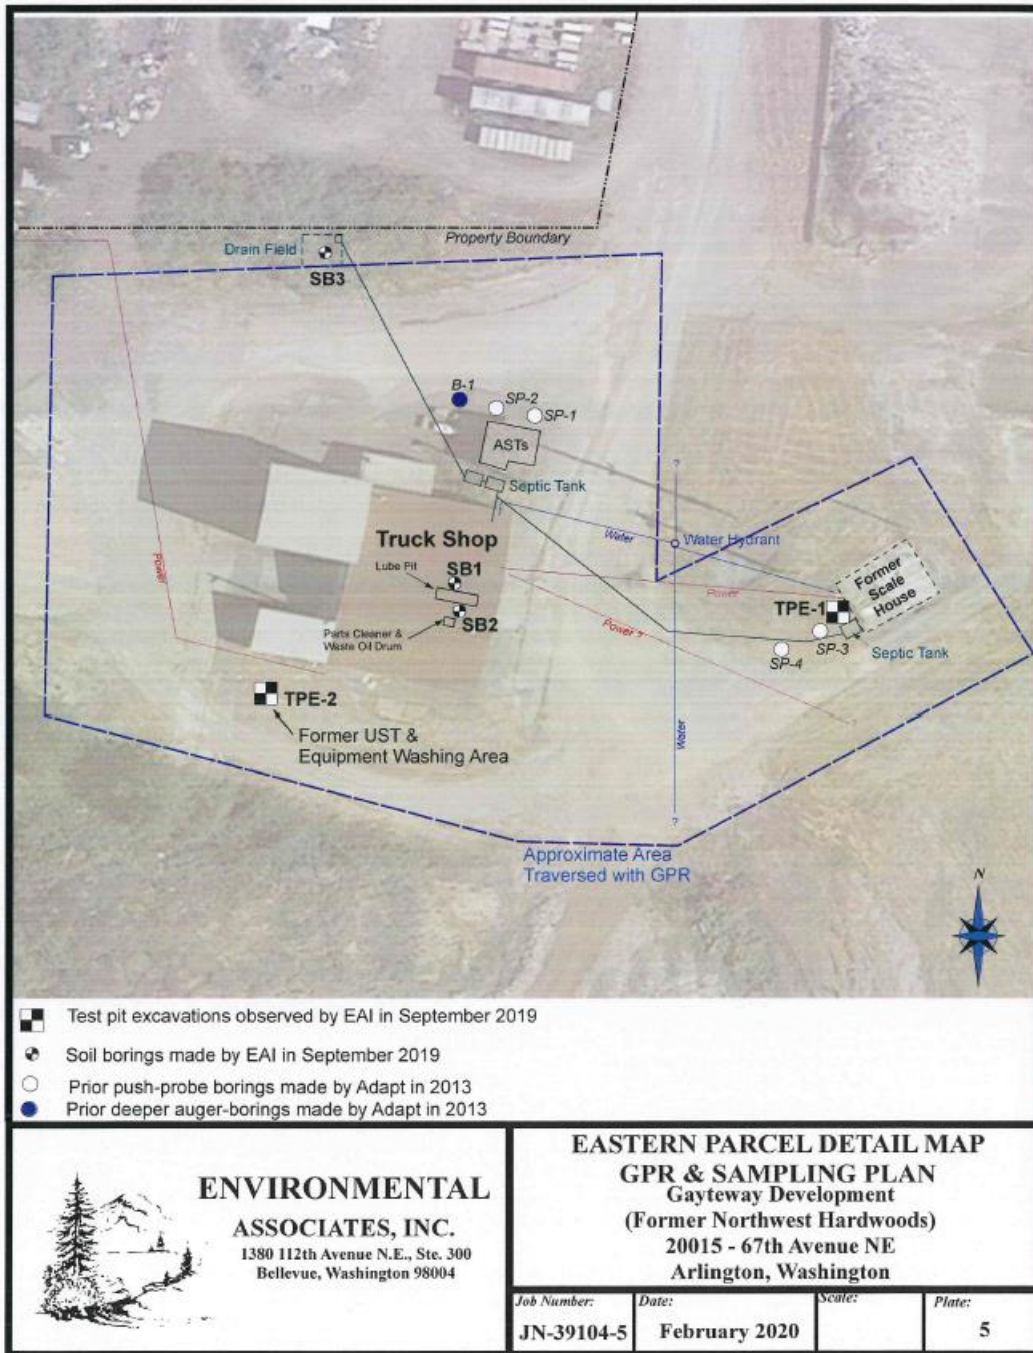 Property Boundary
Drain Field
SB3
B-1
SP-2
SP-1
ASTs
Septic Tank
Water
Water Hydrant
?
Truck Shop
Lube Pit
SB1
SB2
Parts Cleaner &
Waste Oil Drum
Power
Power
Power ?
Former
Scale
House
TPE-1
SP-3
SP-4
Septic Tank
TPE-2
Former UST &
Equipment Washing Area
Water
?
Approximate Area
Traversed with GPR
N
Test pit excavations observed by EAI in September 2019
Soil borings made by EAI in September 2019
Prior push-probe borings made by Adapt in 2013
Prior deeper auger-borings made by Adapt in 2013
ENVIRONMENTAL
ASSOCIATES, INC.
1380 112th Avenue N.E., Ste. 300
Bellevue, Washington 98004
EASTERN PARCEL DETAIL MAP
GPR & SAMPLING PLAN
Gayteway Development
(Former Northwest Hardwoods)
20015 - 67th Avenue NE
Arlington, Washington
Job Number:
JN-39104-5
Date:
February 2020
Scale:
Plate:
5